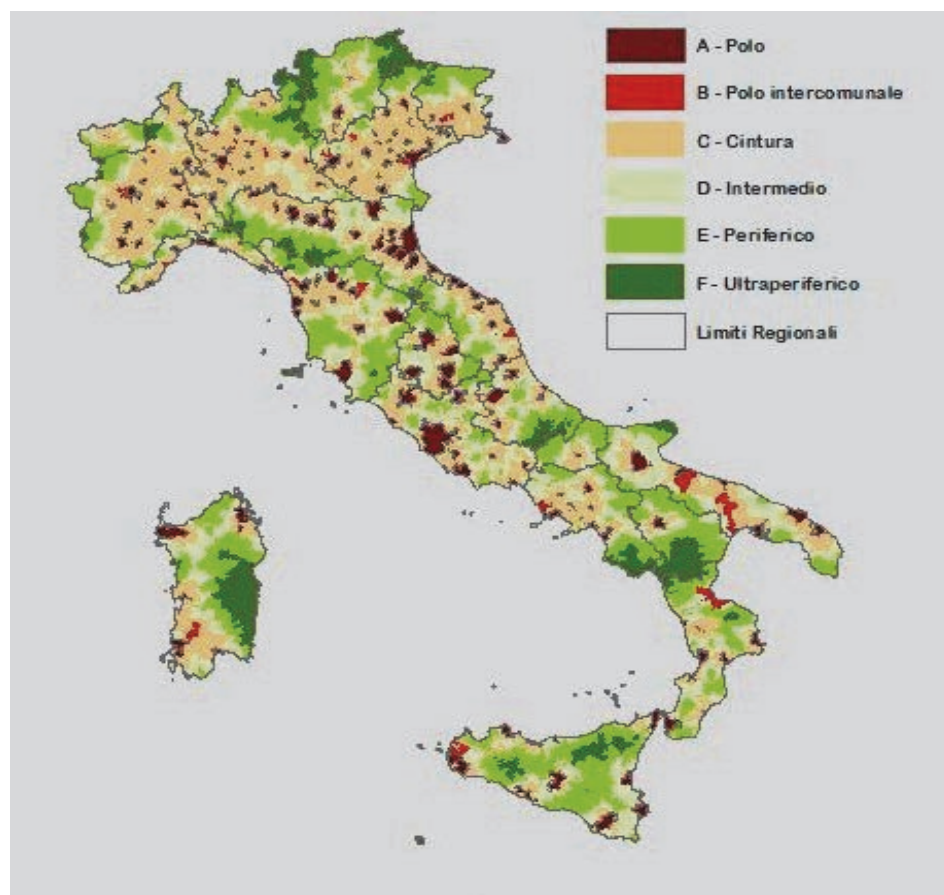 A - Polo
B - Polo intercomunale
C - Cintura
D - Intermedio
E - Periferico
F - Ultraperiferico
Limiti Regionali